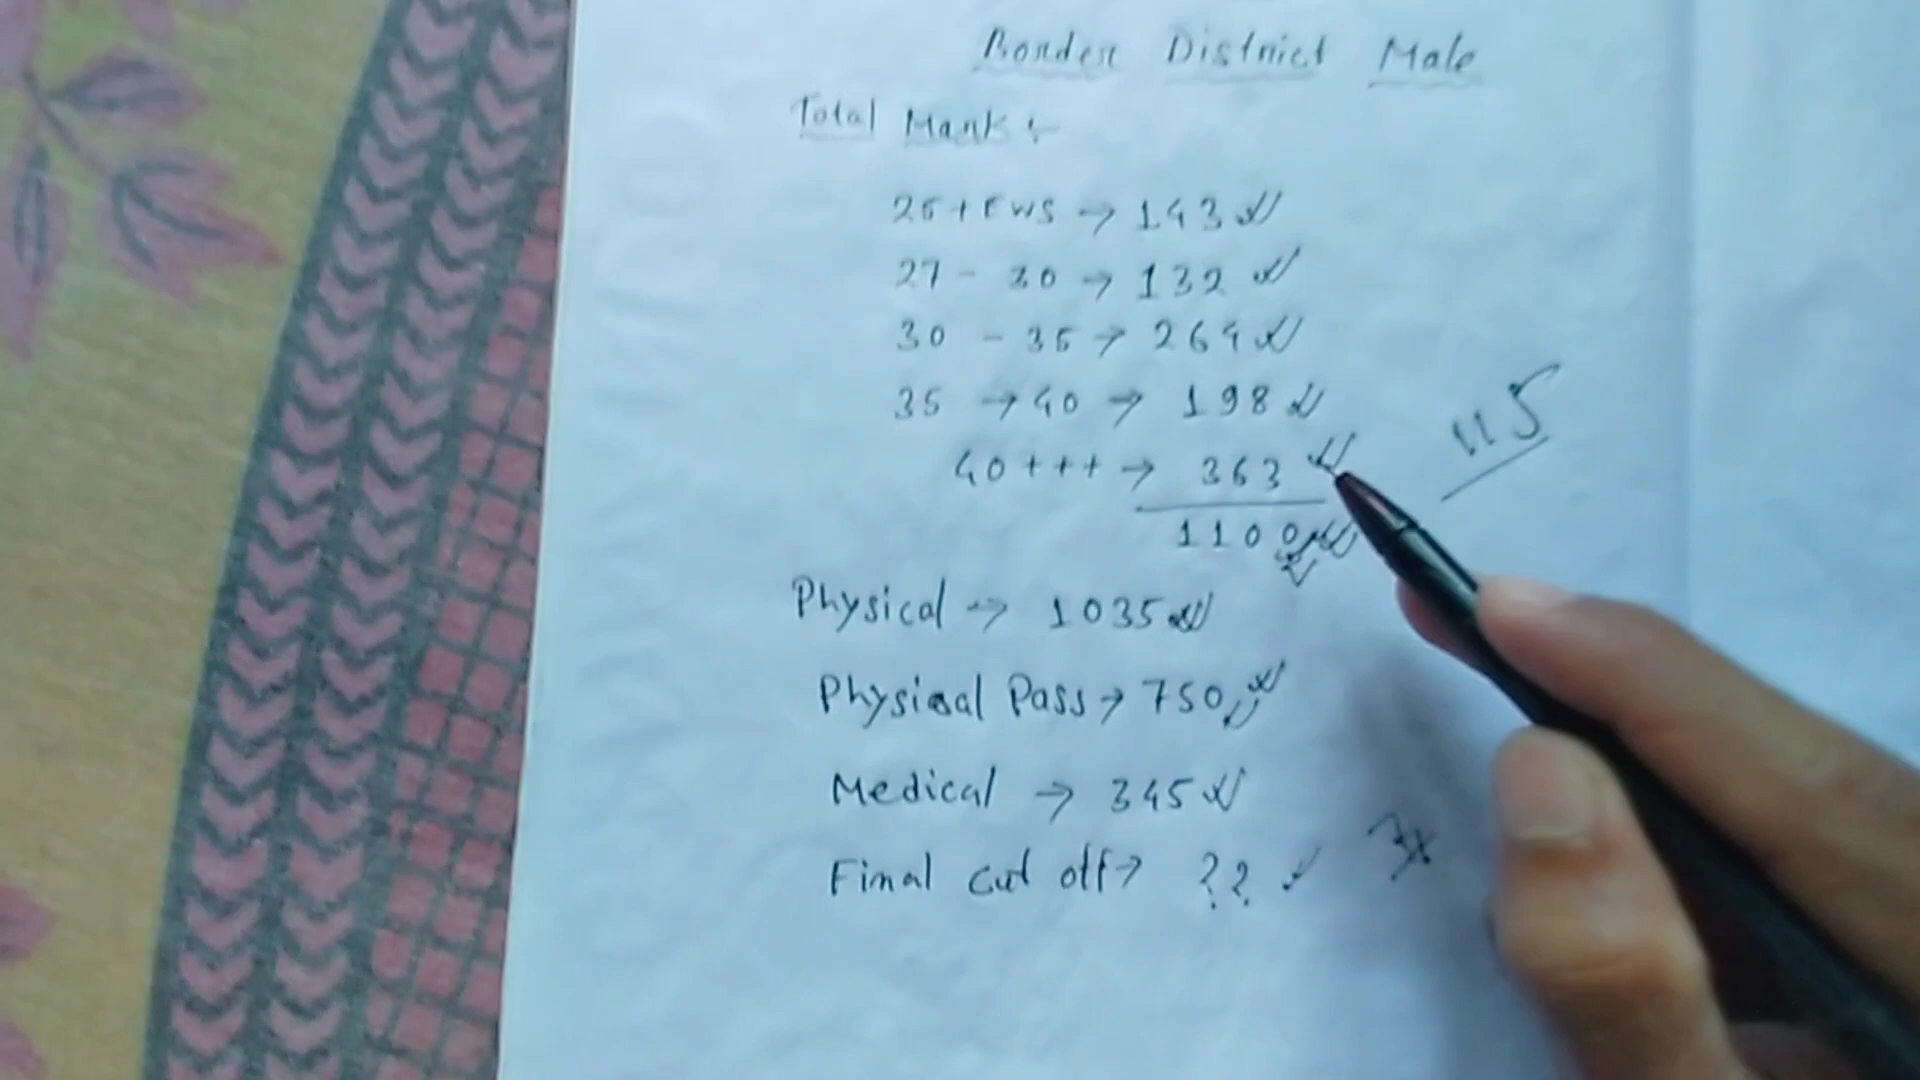 Border District Male
Total Mark :-
25 + EWS → 143
27 - 30 → 132
30 - 35 → 264
35 → 40 → 198
40 +++ → 363
1100
115
Physical → 1035
Physical Pass → 750
Medical → 345
Final cut off → ??